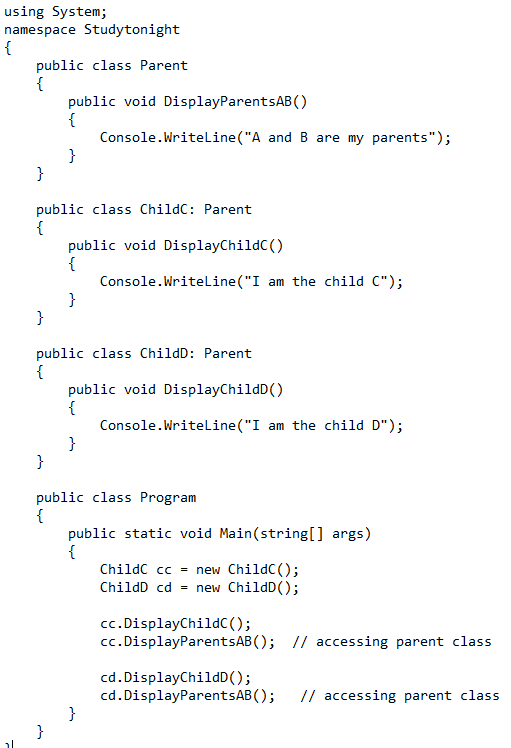 using System;
namespace Studytonight
{
    public class Parent
    {
        public void DisplayParentsAB()
        {
            Console.WriteLine("A and B are my parents");
        }
    }

    public class ChildC: Parent
    {
        public void DisplayChildC()
        {
            Console.WriteLine("I am the child C");
        }
    }

    public class ChildD: Parent
    {
        public void DisplayChildD()
        {
            Console.WriteLine("I am the child D");
        }
    }

    public class Program
    {
        public static void Main(string[] args)
        {
            ChildC cc = new ChildC();
            ChildD cd = new ChildD();

            cc.DisplayChildC();
            cc.DisplayParentsAB();  // accessing parent class

            cd.DisplayChildD();
            cd.DisplayParentsAB();   // accessing parent class
        }
    }
}